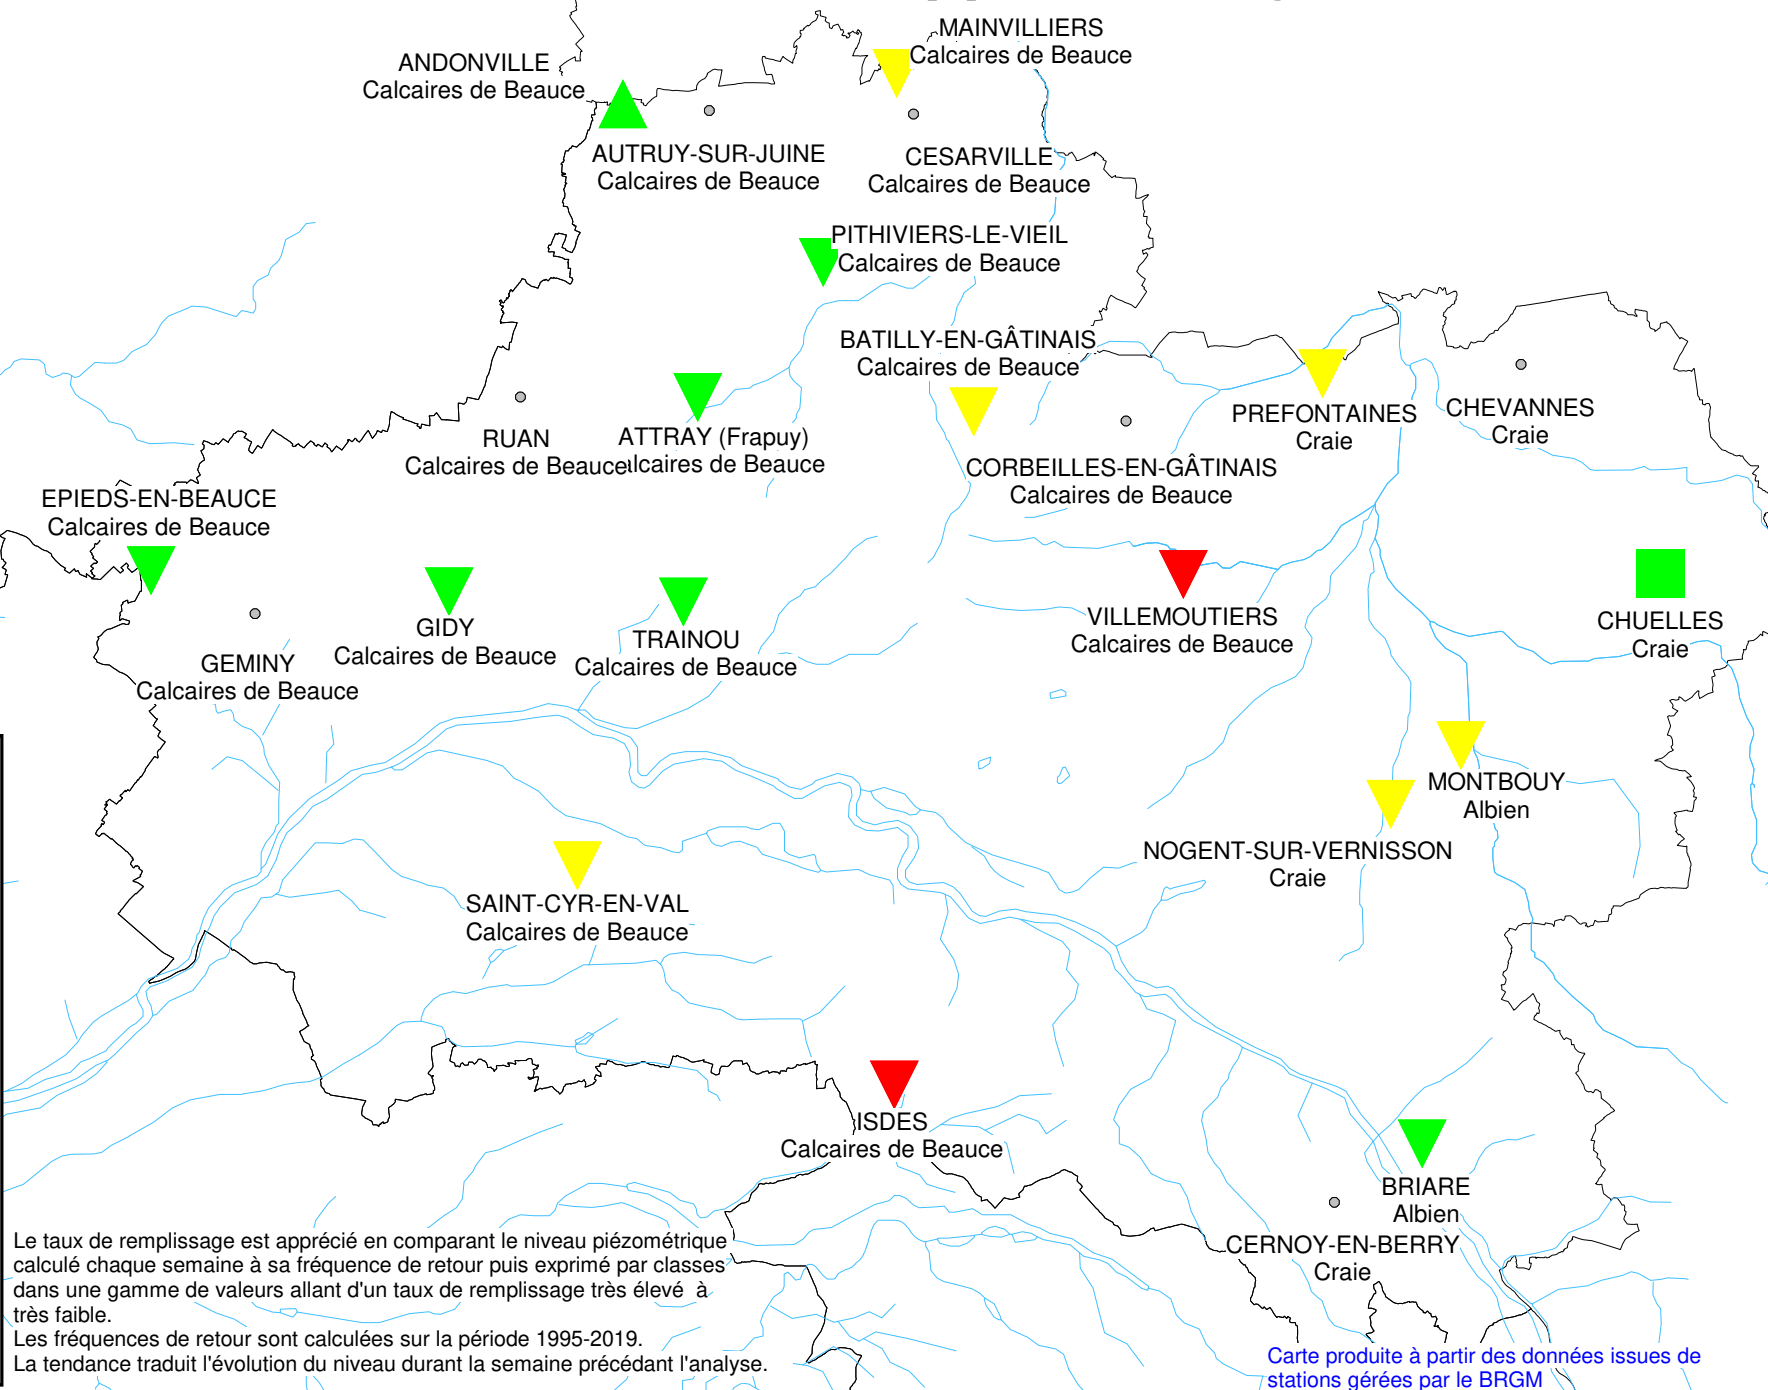 MAINVILLIERS
Calcaires de Beauce
ANDONVILLE
Calcaires de Beauce
AUTRUY-SUR-JUINE
Calcaires de Beauce
CESARVILLE
Calcaires de Beauce
PITHIVIERS-LE-VIEIL
Calcaires de Beauce
BATILLY-EN-GÂTINAIS
Calcaires de Beauce
PREFONTAINES
Craie
CHEVANNES
Craie
RUAN
Calcaires de Beauce
ATTRAY (Frapuy)
alcaires de Beauce
CORBEILLES-EN-GÂTINAIS
Calcaires de Beauce
EPIEDS-EN-BEAUCE
Calcaires de Beauce
VILLEMOUTIERS
Calcaires de Beauce
CHUELLES
Craie
GIDY
Calcaires de Beauce
TRAINOU
Calcaires de Beauce
GEMINY
Calcaires de Beauce
MONTBOUY
Albien
NOGENT-SUR-VERNISSON
Craie
SAINT-CYR-EN-VAL
Calcaires de Beauce
ISDES
Calcaires de Beauce
BRIARE
Albien
CERNOY-EN-BERRY
Craie
Le taux de remplissage est apprécié en comparant le niveau piézométrique
calculé chaque semaine à sa fréquence de retour puis exprimé par classes
dans une gamme de valeurs allant d'un taux de remplissage très élevé à
très faible.
Les fréquences de retour sont calculées sur la période 1995-2019.
La tendance traduit l'évolution du niveau durant la semaine précédant l'analyse.
Carte produite à partir des données issues de
stations gérées par le BRGM